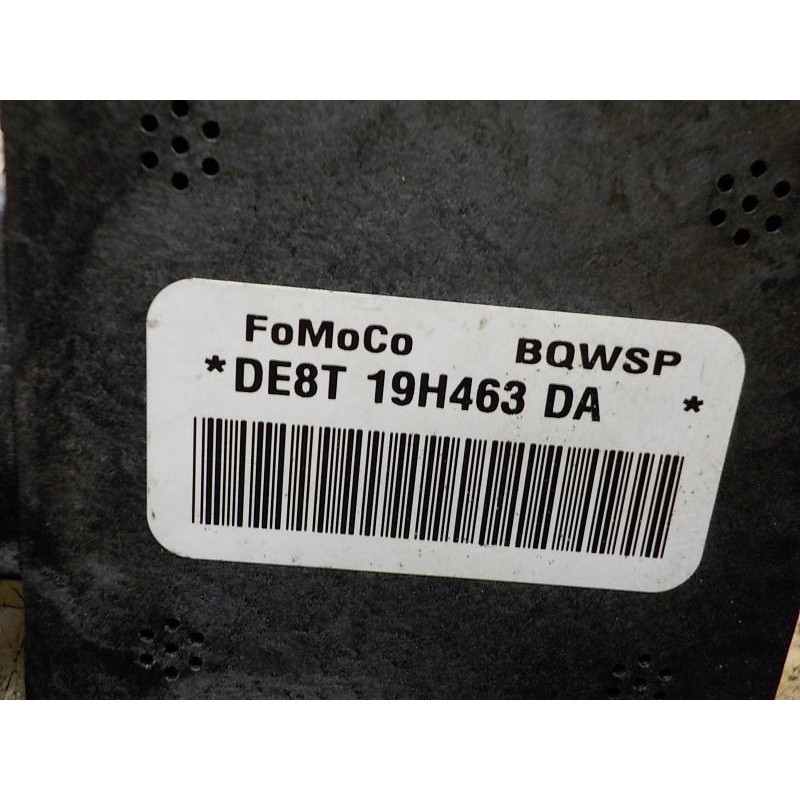 FoMoCo BQWSP
*DE8T 19H463 DA *